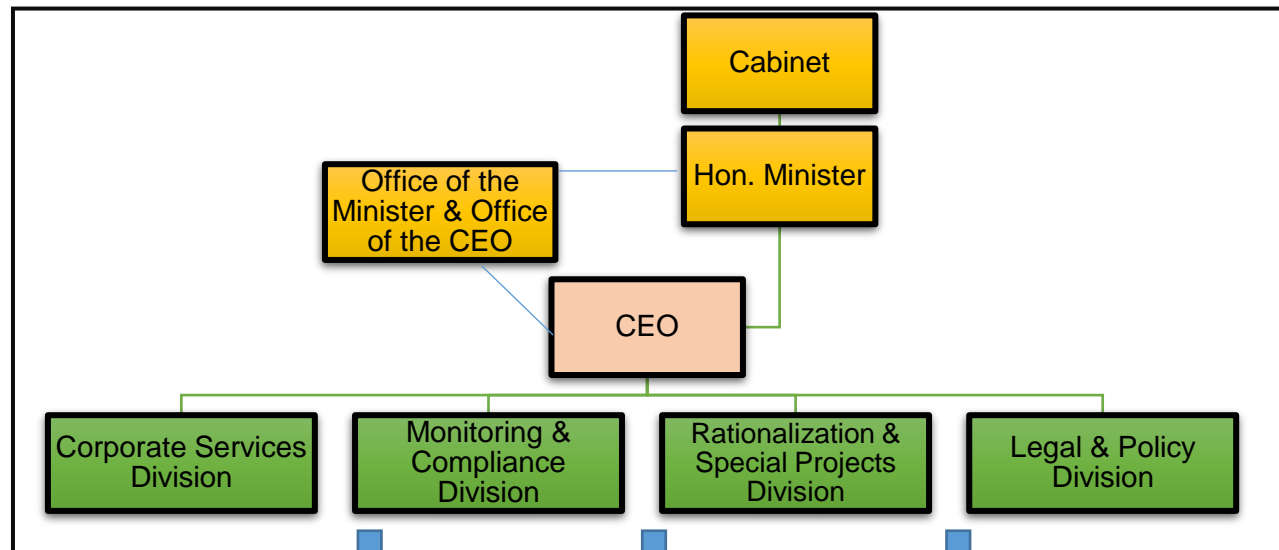 Cabinet
Hon. Minister
Office of the
Minister & Office
of the CEO
CEO
Corporate Services
Division
Monitoring &
Compliance
Division
Rationalization &
Special Projects
Division
Legal & Policy
Division